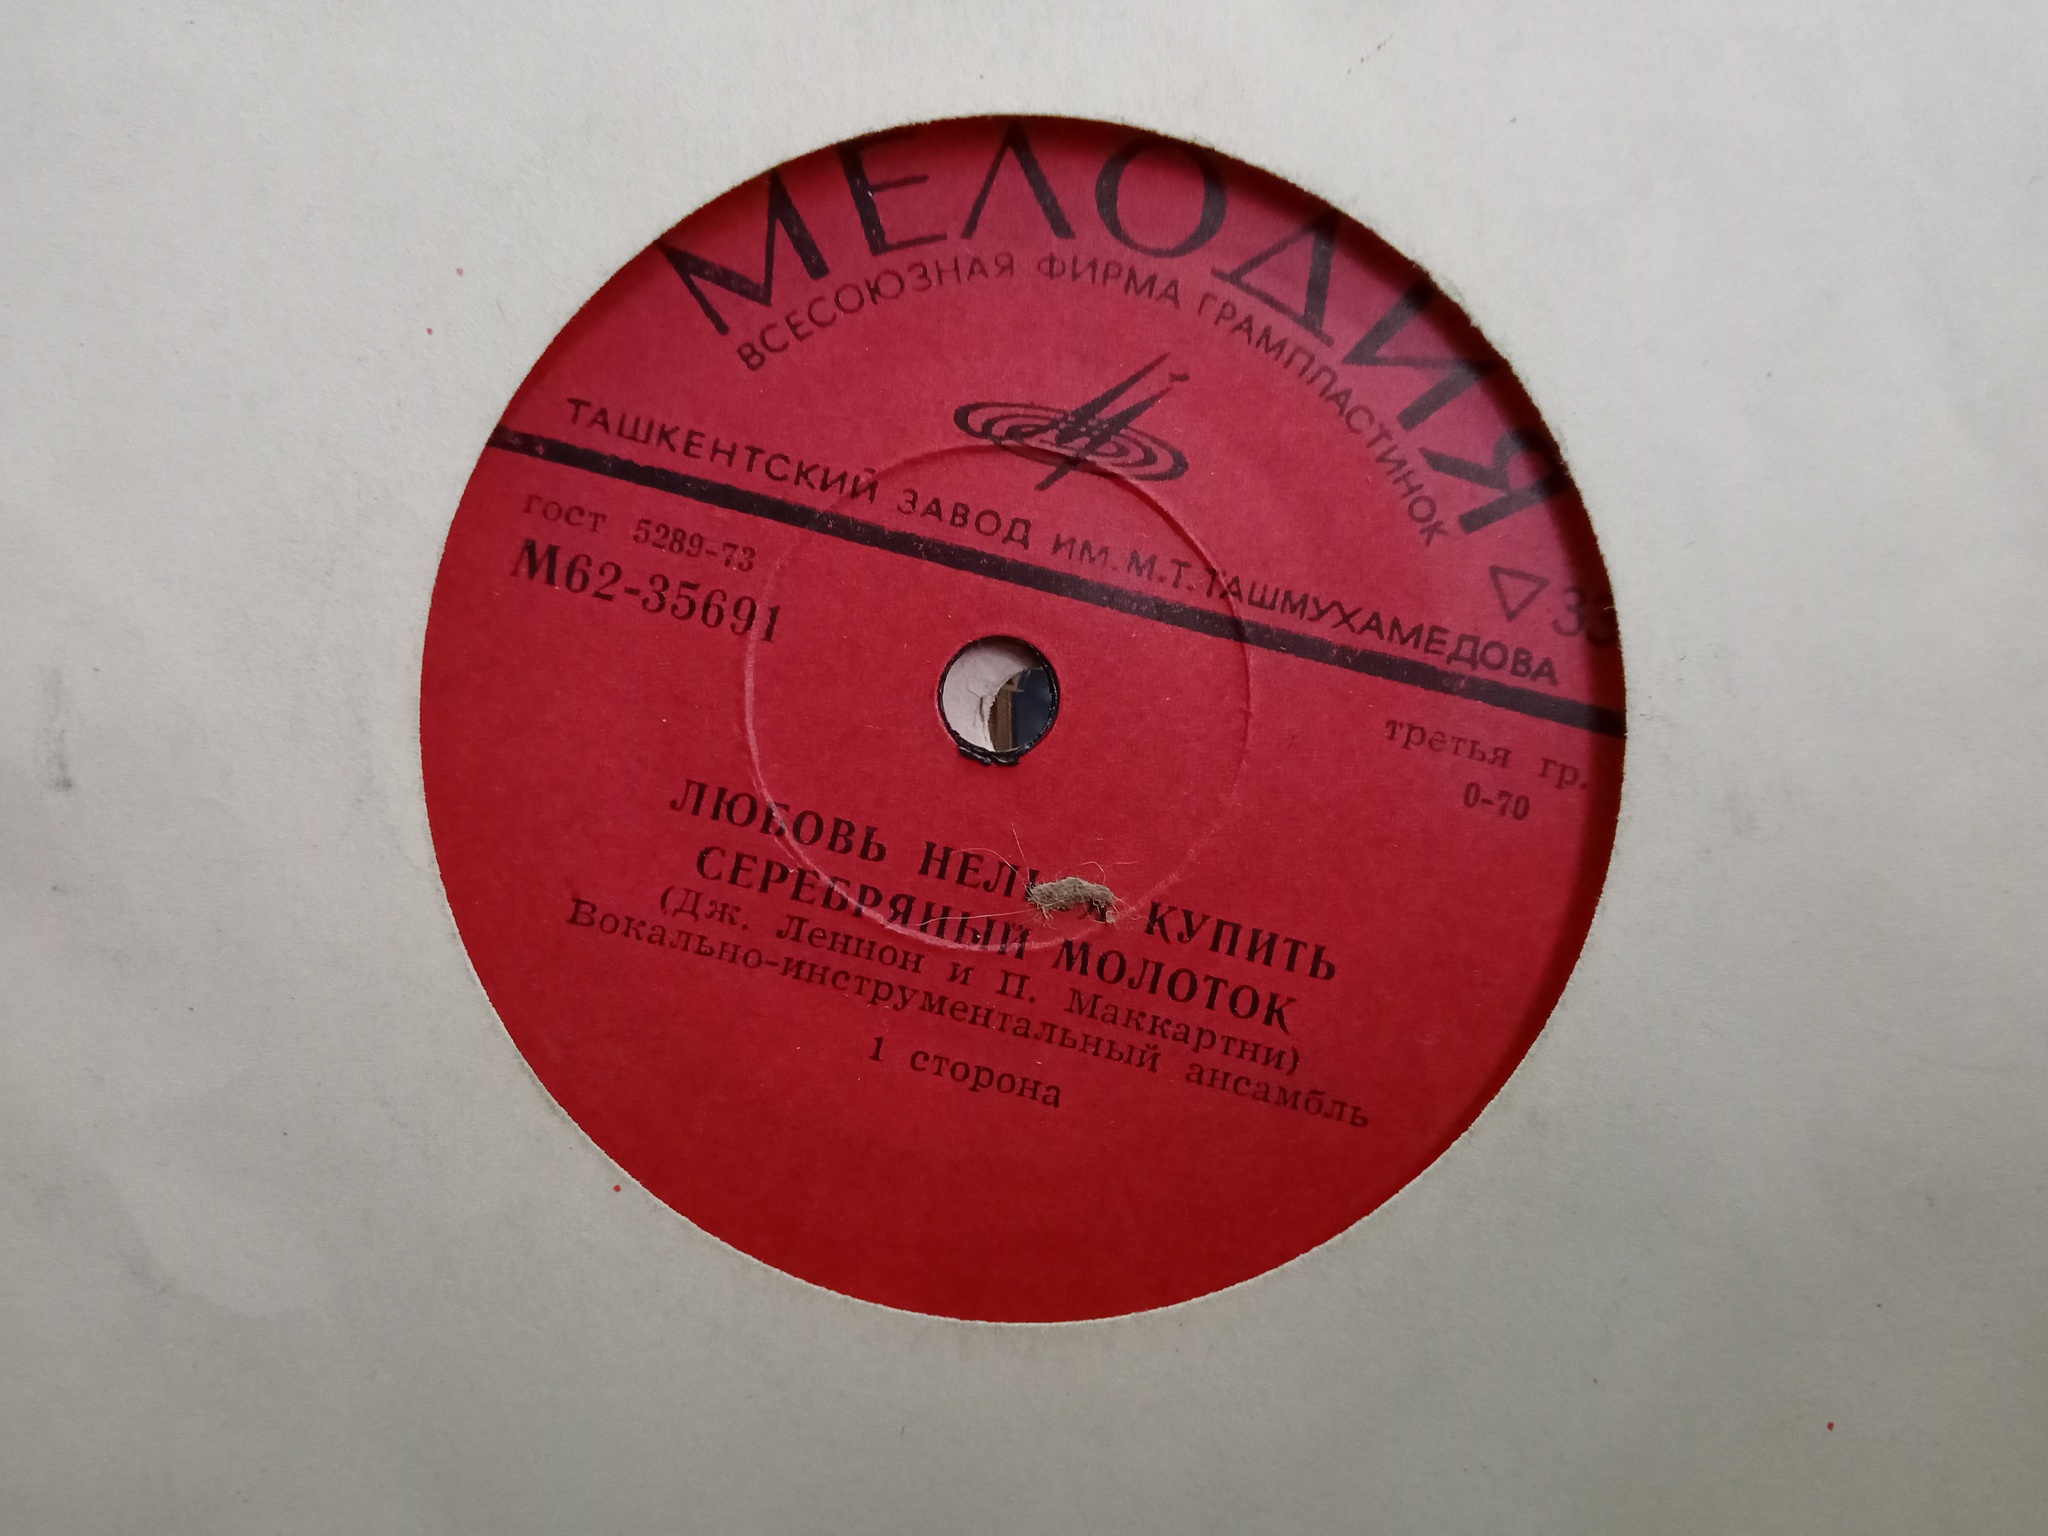 МЕЛОДИЯ
ВСЕСОЮЗНАЯ ФИРМА ГРАМПЛАСТИНОК
ТАШКЕНТСКИЙ ЗАВОД ИМ. М.Т. ТАШМУХАМЕДОВА
33
гост 5289-73
М62-35691
третья гр.
0-70
ЛЮБОВЬ НЕЛЬЗЯ КУПИТЬ
СЕРЕБРЯНЫЙ МОЛОТОК
(Дж. Леннон и П. Маккартни)
Вокально-инструментальный ансамбль
1 сторона